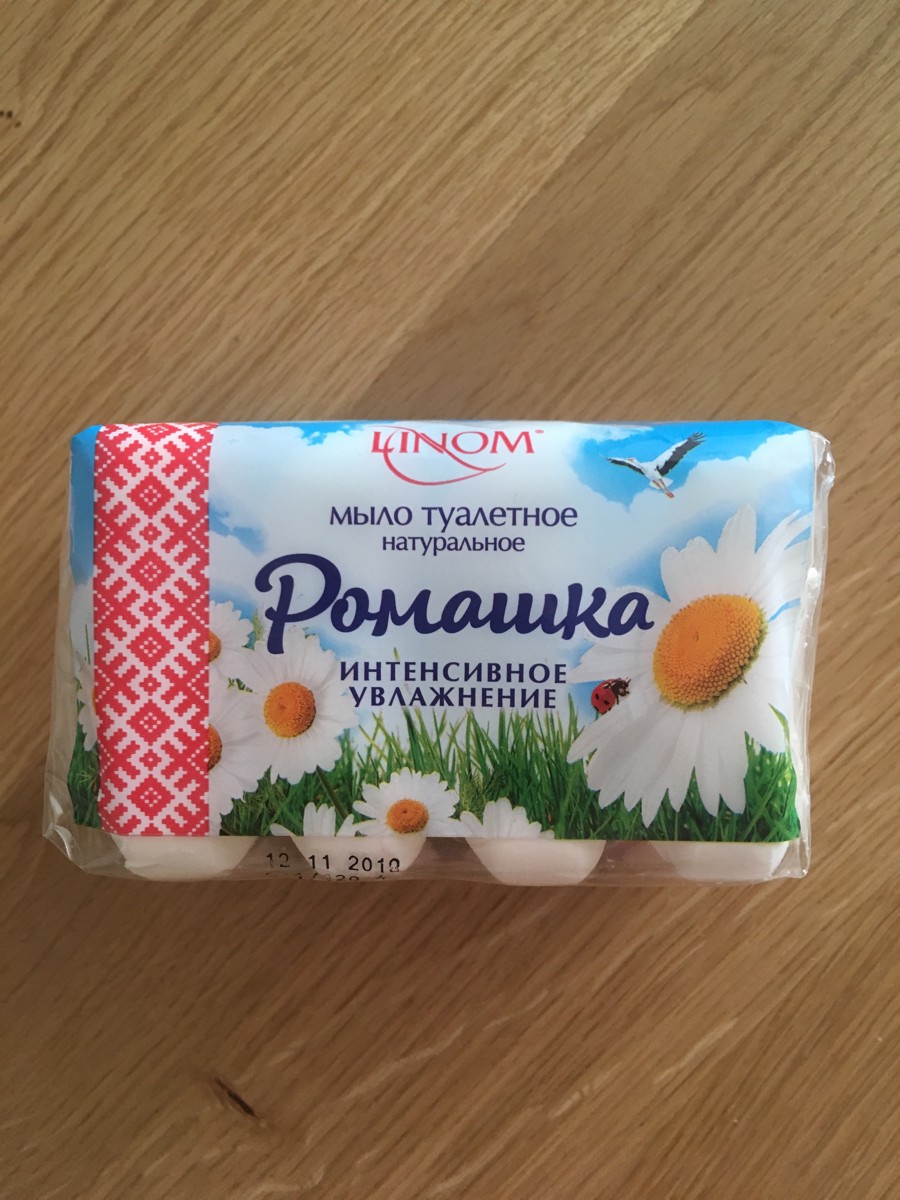 LINOM®
мыло туалетное
натуральное
Ромашка
ИНТЕНСИВНОЕ
УВЛАЖНЕНИЕ
12 11 2019